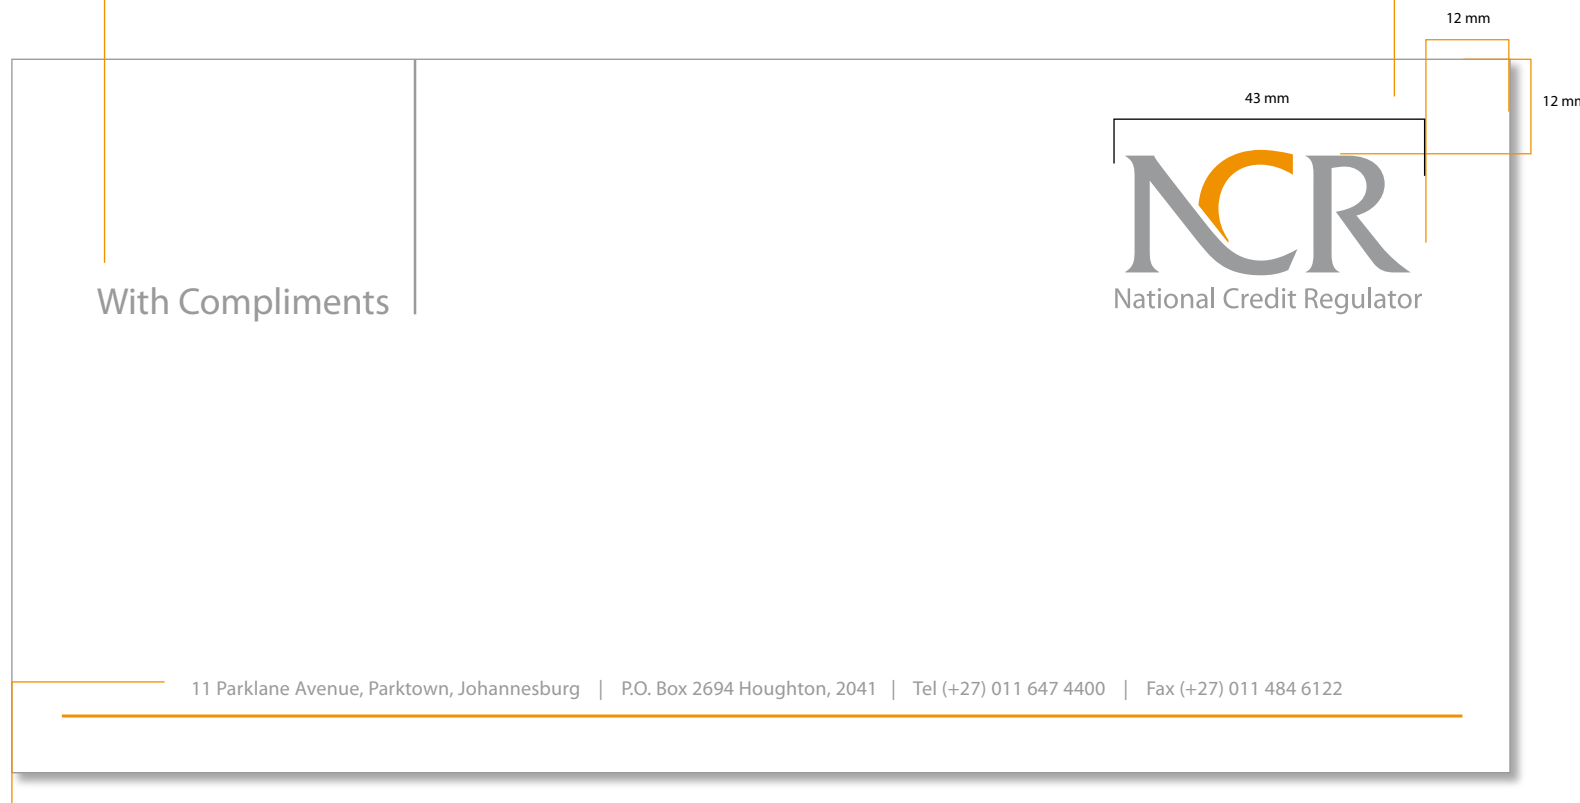 12 mm
43 mm
12 mm
NCR
National Credit Regulator
With Compliments
11 Parklane Avenue, Parktown, Johannesburg | P.O. Box 2694 Houghton, 2041 | Tel (+27) 011 647 4400 | Fax (+27) 011 484 6122